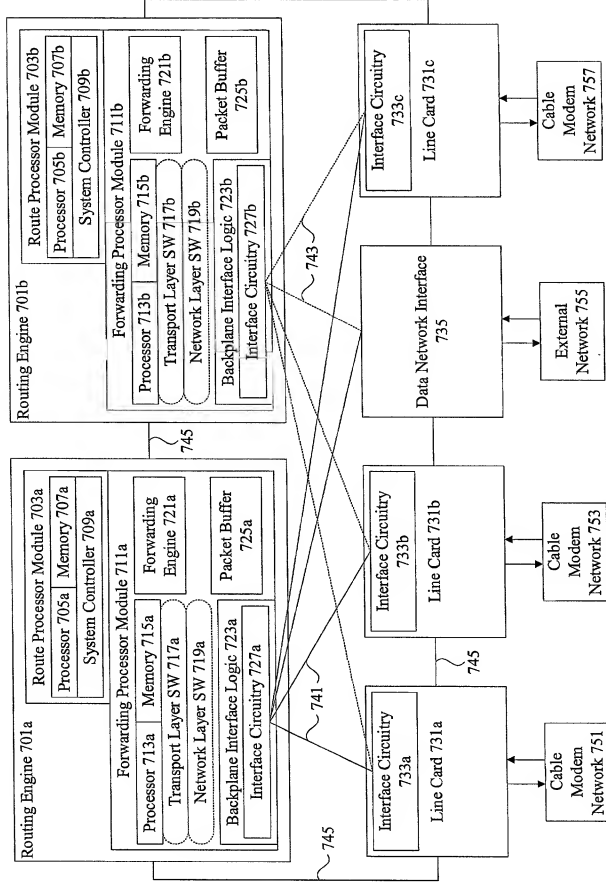 Routing Engine 701a
Route Processor Module 703a
Processor 705a
Memory 707a
System Controller 709a
Forwarding Processor Module 711a
Processor 713a
Memory 715a
Transport Layer SW 717a
Network Layer SW 719a
Forwarding
Engine 721a
Backplane Interface Logic 723a
Interface Circuitry 727a
Packet Buffer
725a
745
Routing Engine 701b
Route Processor Module 703b
Processor 705b
Memory 707b
System Controller 709b
Forwarding Processor Module 711b
Processor 713b
Memory 715b
Transport Layer SW 717b
Network Layer SW 719b
Forwarding
Engine 721b
Backplane Interface Logic 723b
Interface Circuitry 727b
Packet Buffer
725b
745
741
743
Interface Circuitry
733a
Line Card 731a
745
Interface Circuitry
733b
Line Card 731b
Data Network Interface
735
Interface Circuitry
733c
Line Card 731c
Cable
Modem
Network 751
Cable
Modem
Network 753
External
Network 755
Cable
Modem
Network 757